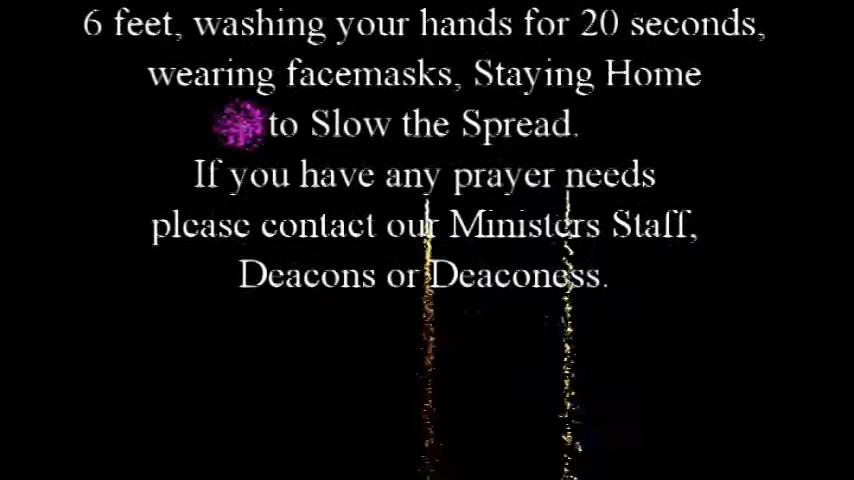 6 feet, washing your hands for 20 seconds,
wearing facemasks, Staying Home
to Slow the Spread.
If you have any prayer needs
please contact our Ministers Staff,
Deacons or Deaconess.